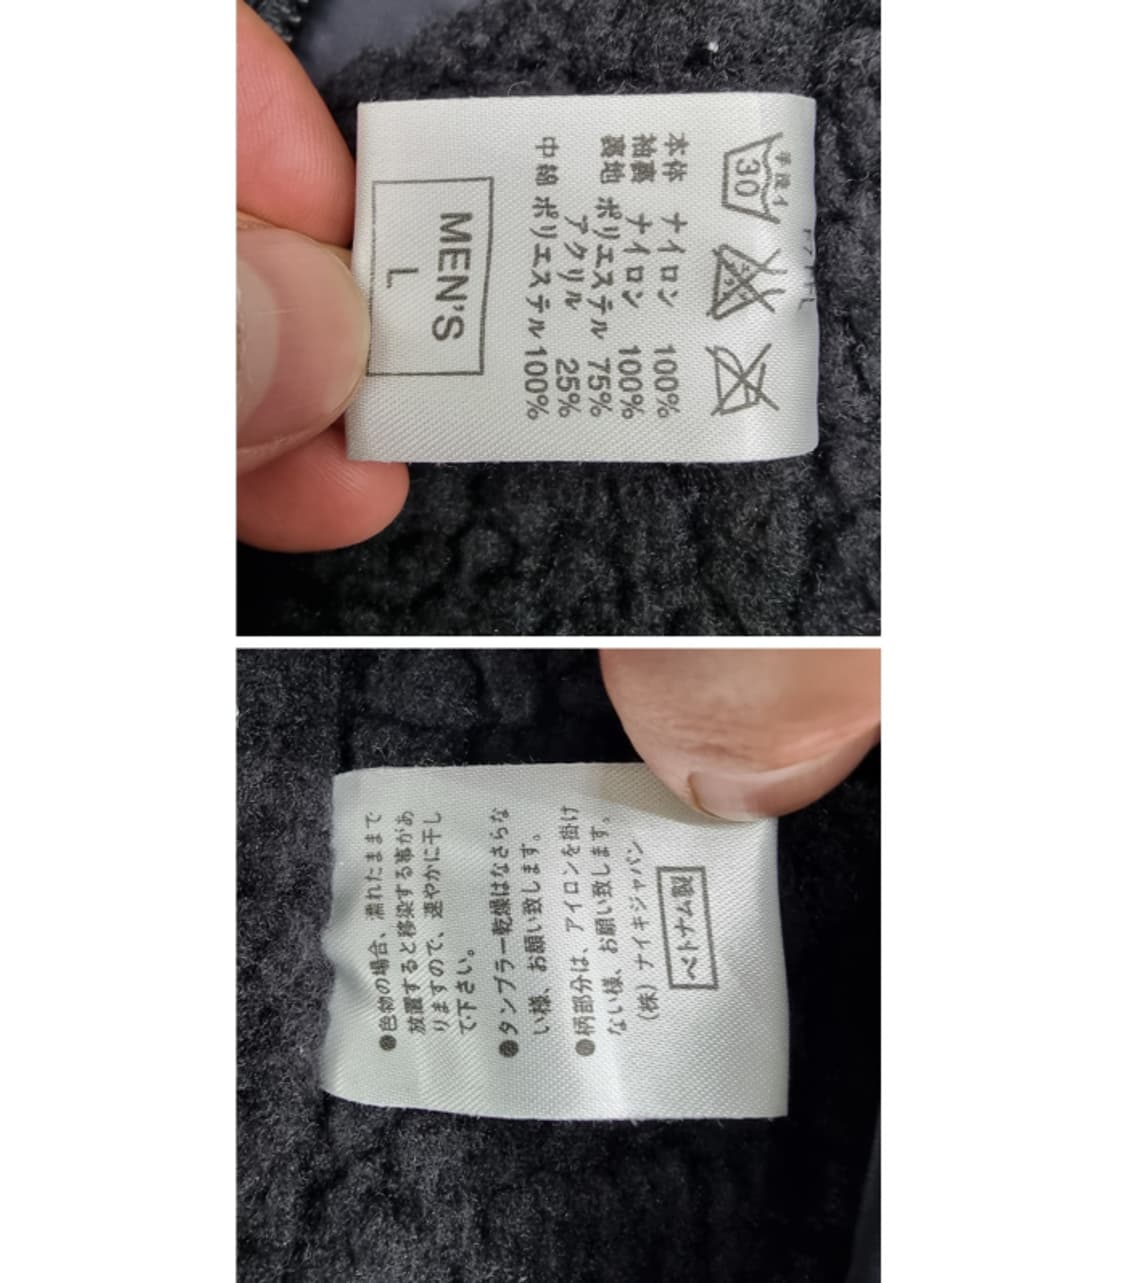 手洗イ
30
本体 ナイロン 100%
袖裏 ナイロン 100%
裏地 ポリエステル 75%
アクリル 25%
中綿 ポリエステル 100%
MEN'S
L
●色物の場合、濡れたままで
放置すると移染する事があ
りますので、速やかに干し
て下さい。
●タンブラー乾燥はなさらな
い様、お願い致します。
●柄部分は、アイロンを掛け
ない様、お願い致します。
(株)ナイキジャパン
ベトナム製